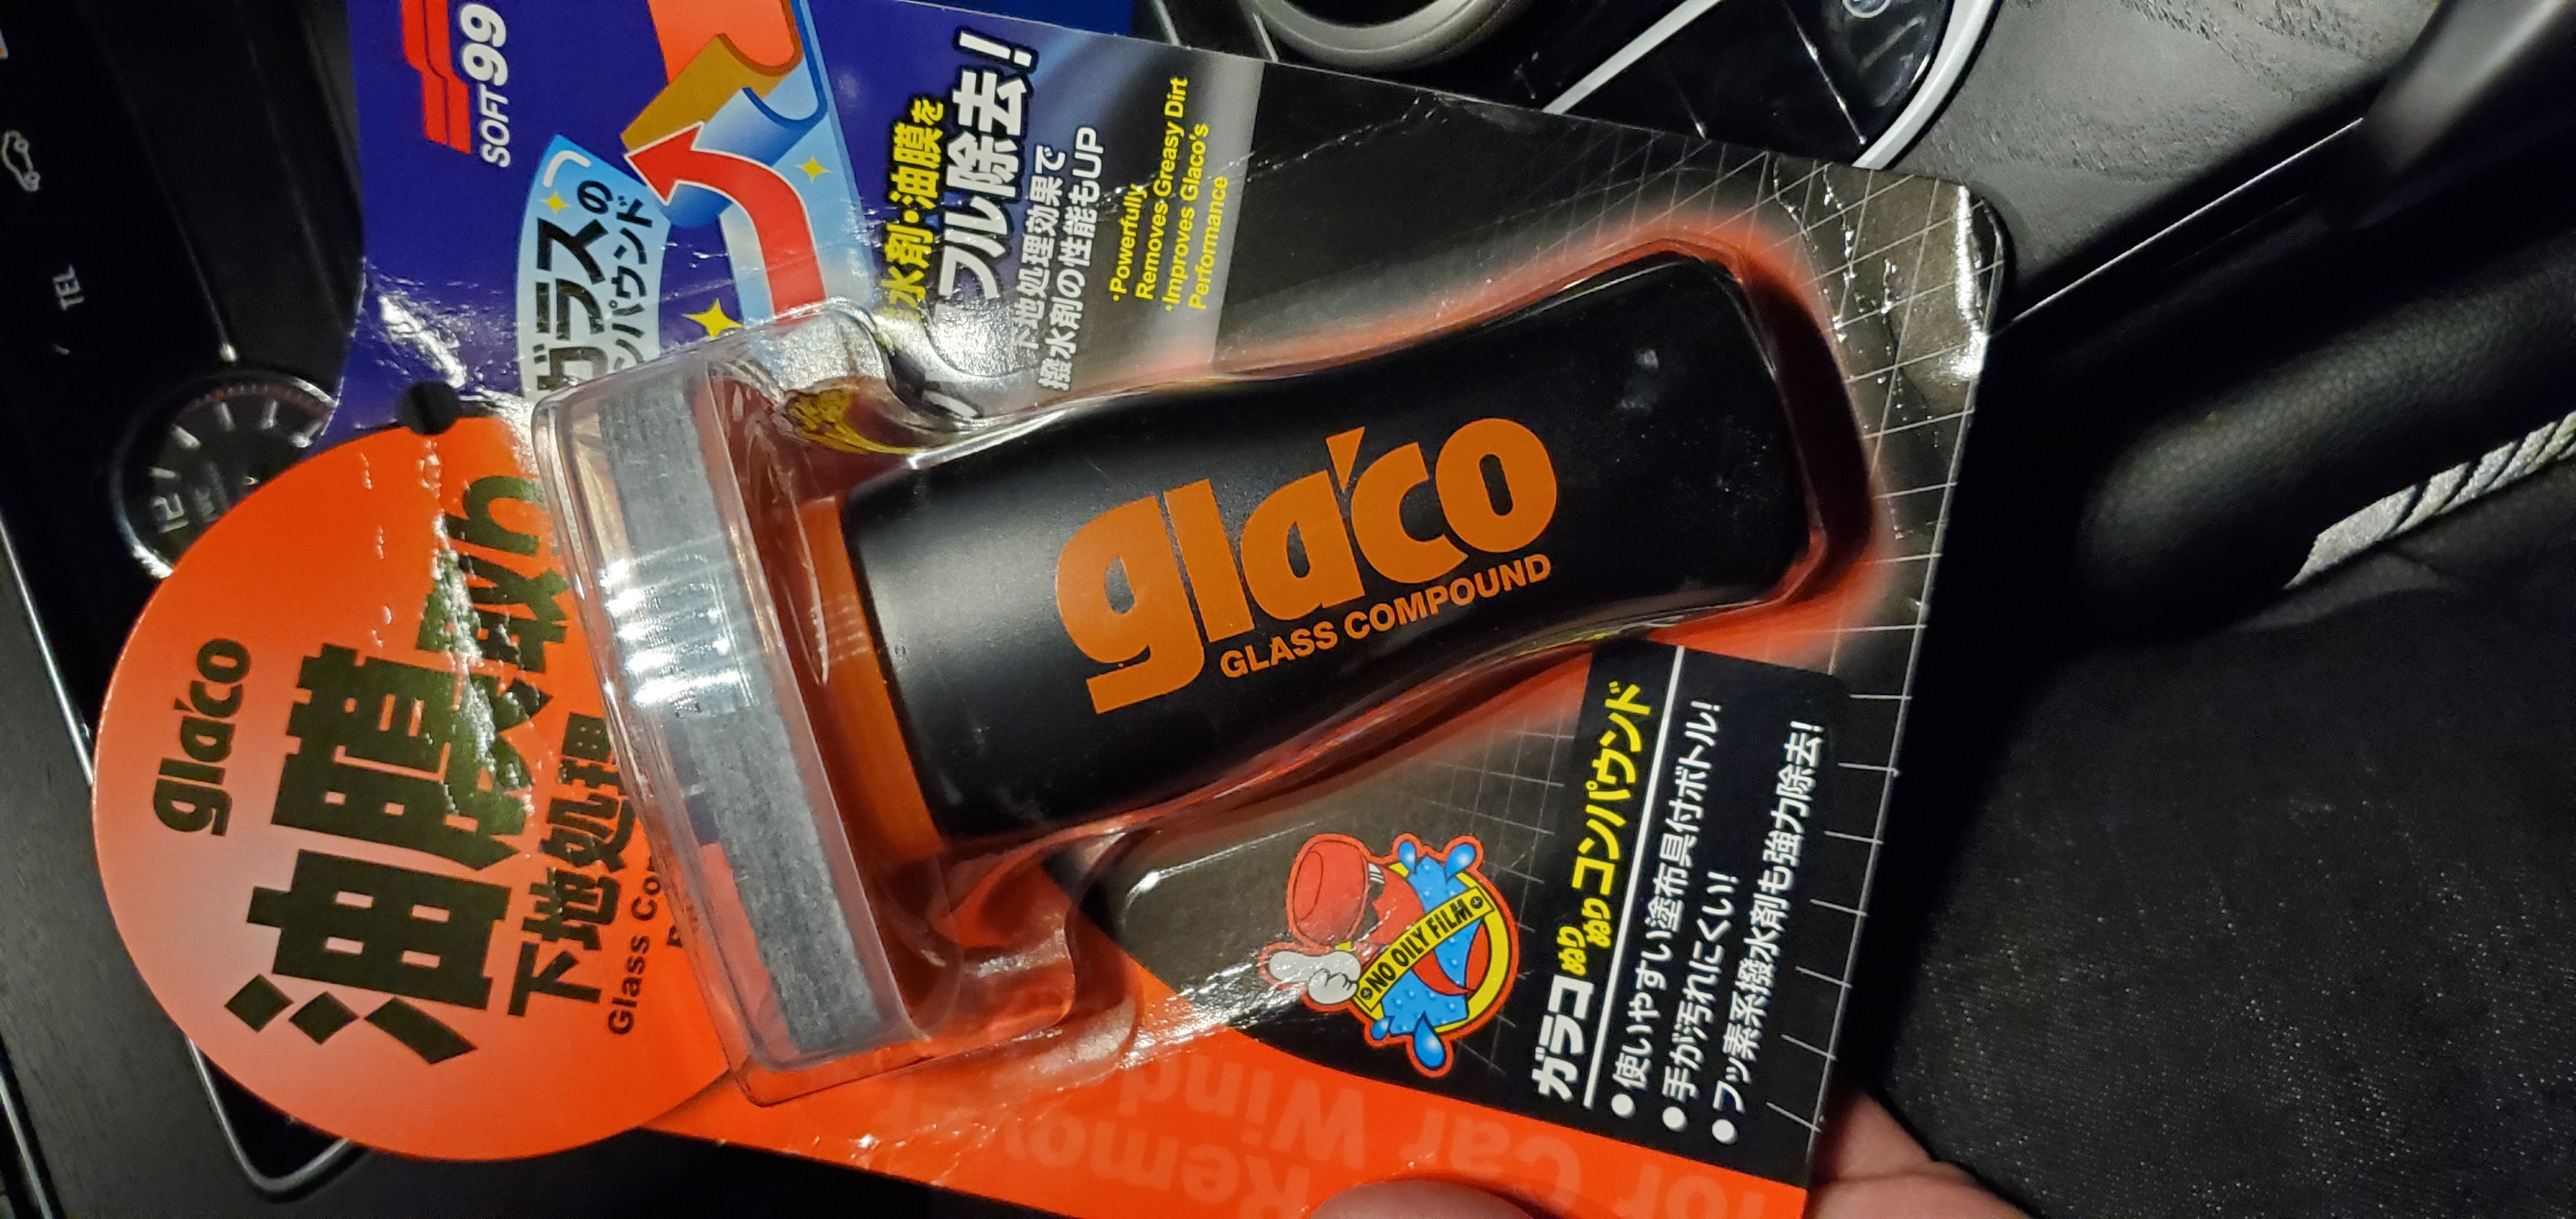 SOFT99
ガラスの
ンパウンド
水剤・油膜を
フル除去!
下地処理効果で
撥水剤の性能もUP
・Powerfully
Removes Greasy Dirt
・Improves Glaco's
Performance
glaco
油膜取り
下地処理
Glass
glaco
GLASS COMPOUND
NO OILY FILM
ガラコぬりぬりコンパウンド
●使いやすい塗布具付ボトル!
●手が汚れにくい!
●フッ素系撥水剤も強力除去!
for Car Wind
Remover
TEL
12